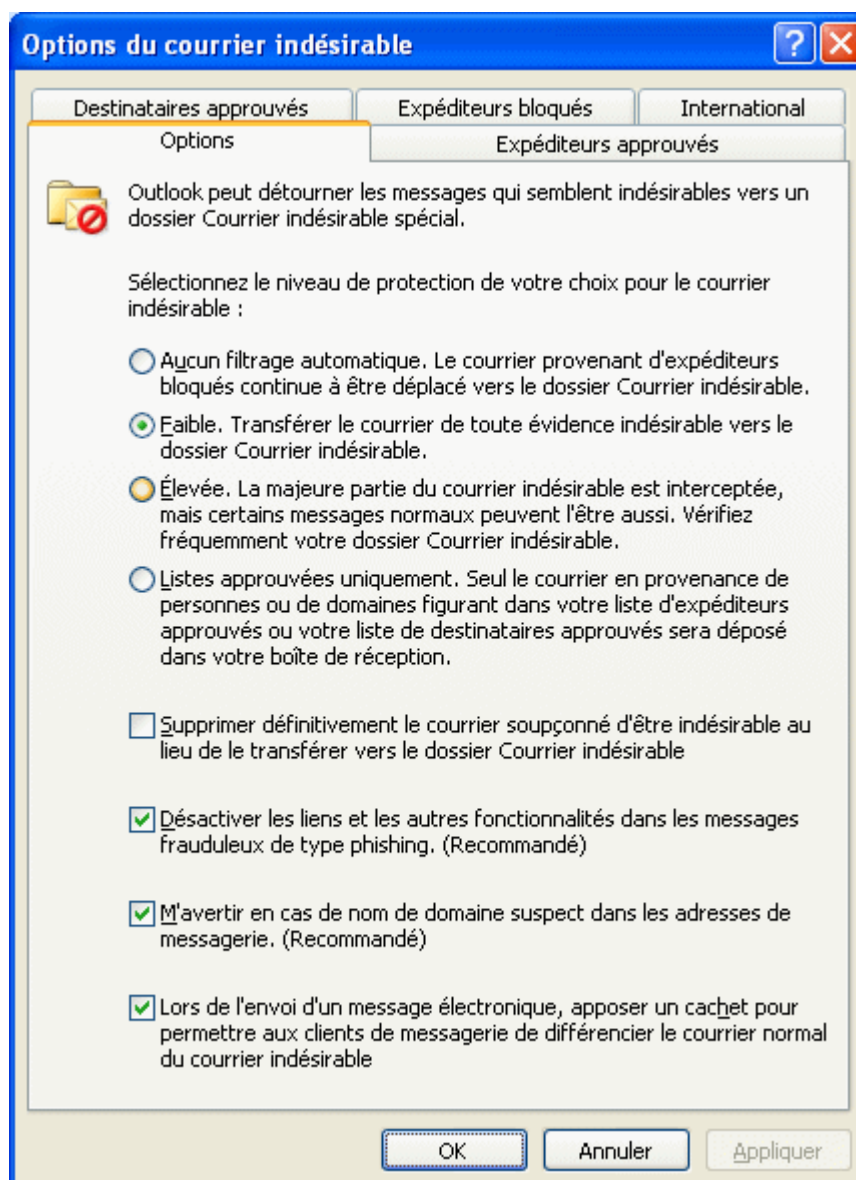 Options du courrier indésirable
Destinataires approuvés
Expéditeurs bloqués
International
Options
Expéditeurs approuvés
Outlook peut détourner les messages qui semblent indésirables vers un
dossier Courrier indésirable spécial.
Sélectionnez le niveau de protection de votre choix pour le courrier
indésirable :
Aucun filtrage automatique. Le courrier provenant d'expéditeurs
bloqués continue à être déplacé vers le dossier Courrier indésirable.
Faible. Transférer le courrier de toute évidence indésirable vers le
dossier Courrier indésirable.
Élevée. La majeure partie du courrier indésirable est interceptée,
mais certains messages normaux peuvent l'être aussi. Vérifiez
fréquemment votre dossier Courrier indésirable.
Listes approuvées uniquement. Seul le courrier en provenance de
personnes ou de domaines figurant dans votre liste d'expéditeurs
approuvés ou votre liste de destinataires approuvés sera déposé
dans votre boîte de réception.
Supprimer définitivement le courrier soupçonné d'être indésirable au
lieu de le transférer vers le dossier Courrier indésirable
Désactiver les liens et les autres fonctionnalités dans les messages
frauduleux de type phishing. (Recommandé)
M'avertir en cas de nom de domaine suspect dans les adresses de
messagerie. (Recommandé)
Lors de l'envoi d'un message électronique, apposer un cachet pour
permettre aux clients de messagerie de différencier le courrier normal
du courrier indésirable
OK
Annuler
Appliquer